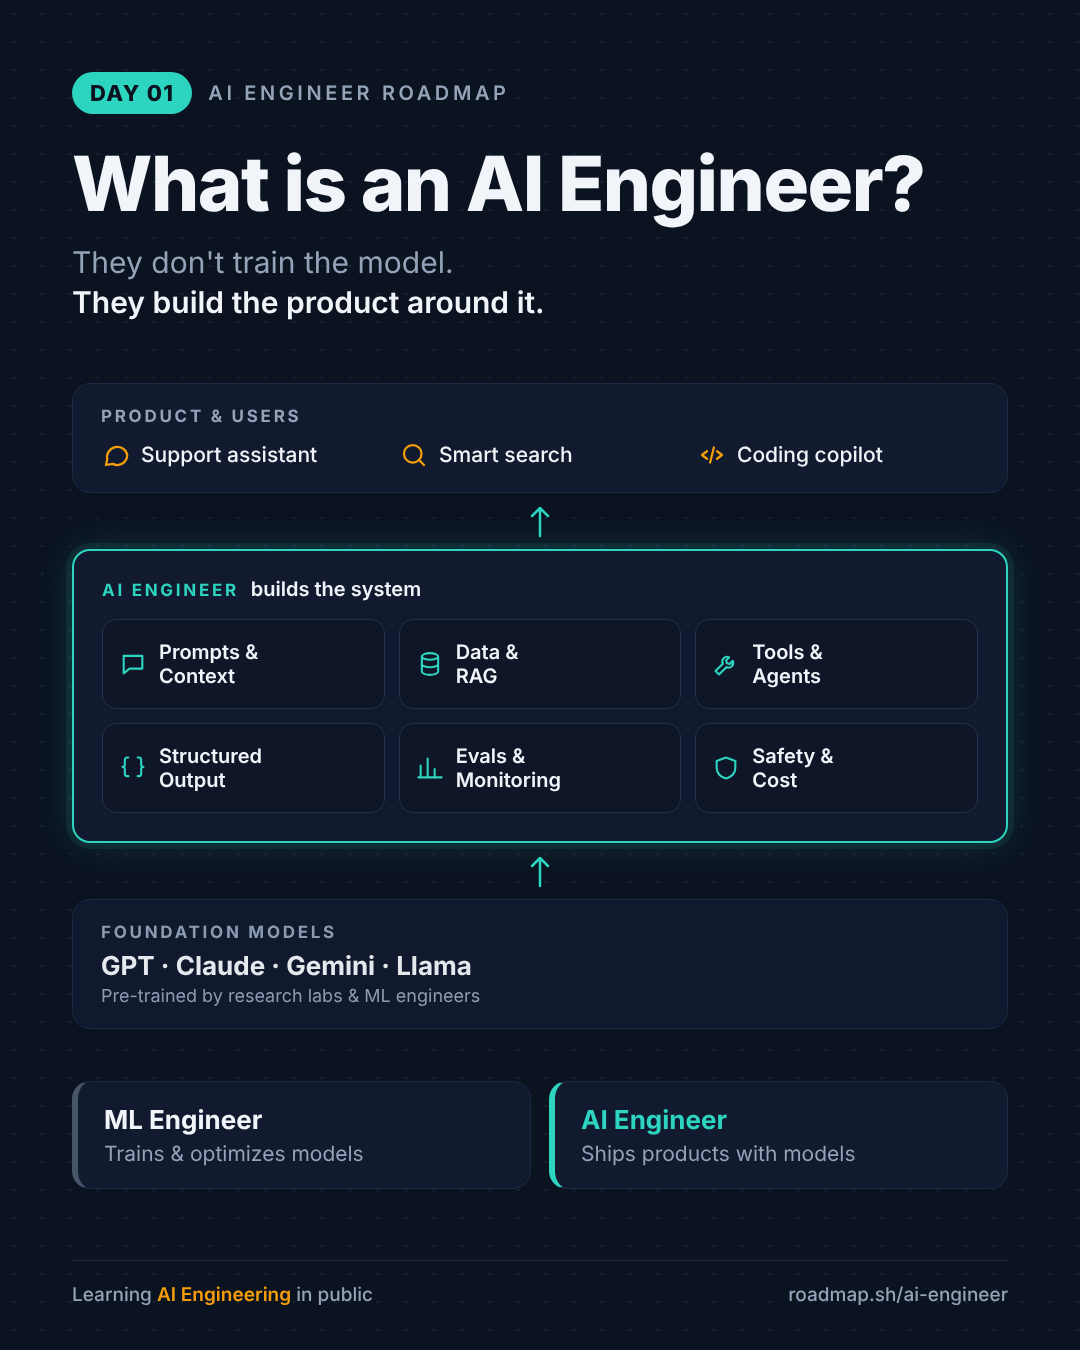 DAY 01
AI ENGINEER ROADMAP
What is an AI Engineer?
They don't train the model.
They build the product around it.
PRODUCT & USERS
Support assistant
Smart search
Coding copilot
AI ENGINEER builds the system
Prompts &
Context
Data &
RAG
Tools &
Agents
Structured
Output
Evals &
Monitoring
Safety &
Cost
FOUNDATION MODELS
GPT · Claude · Gemini · Llama
Pre-trained by research labs & ML engineers
ML Engineer
Trains & optimizes models
AI Engineer
Ships products with models
Learning AI Engineering in public
roadmap.sh/ai-engineer